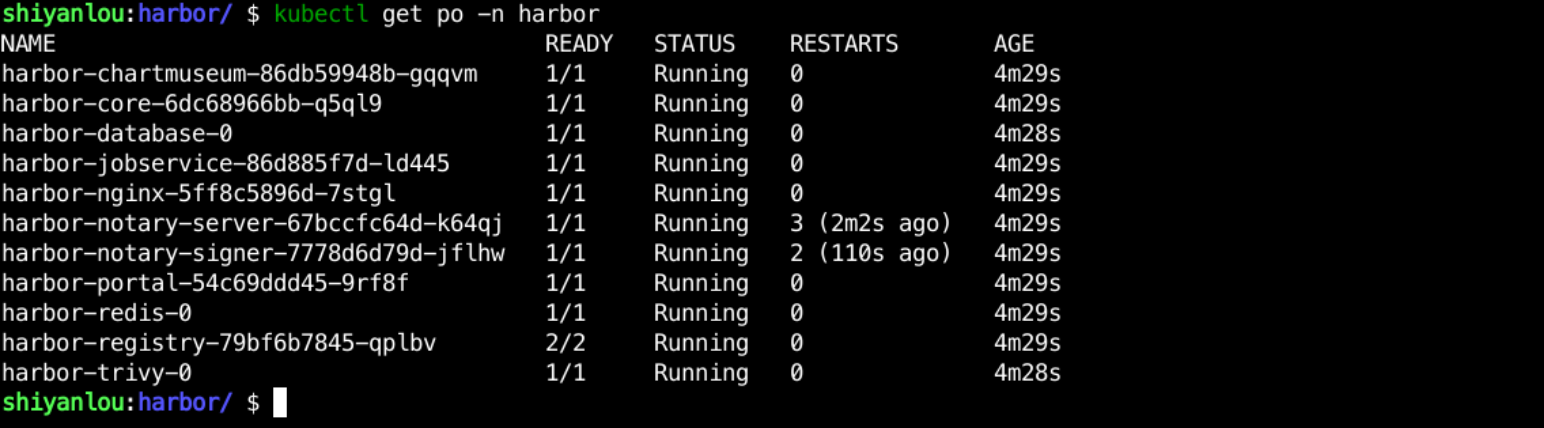 shiyanlou:harbor/ $ kubectl get po -n harbor
NAME READY STATUS RESTARTS AGE
harbor-chartmuseum-86db59948b-gqqvm 1/1 Running 0 4m29s
harbor-core-6dc68966bb-q5ql9 1/1 Running 0 4m29s
harbor-database-0 1/1 Running 0 4m28s
harbor-jobservice-86d885f7d-ld445 1/1 Running 0 4m29s
harbor-nginx-5ff8c5896d-7stgl 1/1 Running 0 4m29s
harbor-notary-server-67bccfc64d-k64qj 1/1 Running 3 (2m2s ago) 4m29s
harbor-notary-signer-7778d6d79d-jflhw 1/1 Running 2 (110s ago) 4m29s
harbor-portal-54c69ddd45-9rf8f 1/1 Running 0 4m29s
harbor-redis-0 1/1 Running 0 4m29s
harbor-registry-79bf6b7845-qplbv 2/2 Running 0 4m29s
harbor-trivy-0 1/1 Running 0 4m28s
shiyanlou:harbor/ $